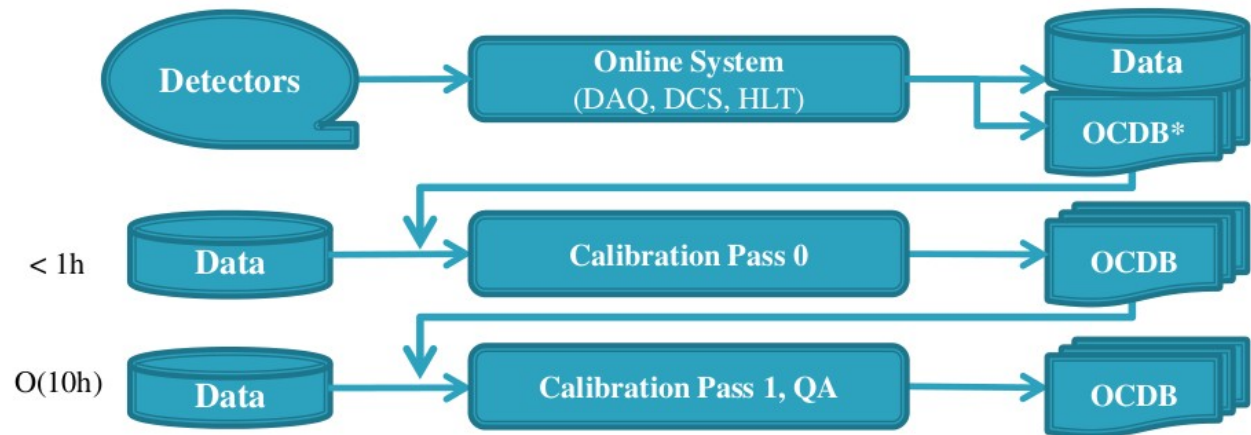 Detectors
Online System
(DAQ, DCS, HLT)
Data
OCDB*
< 1h
Data
Calibration Pass 0
OCDB
O(10h)
Data
Calibration Pass 1, QA
OCDB